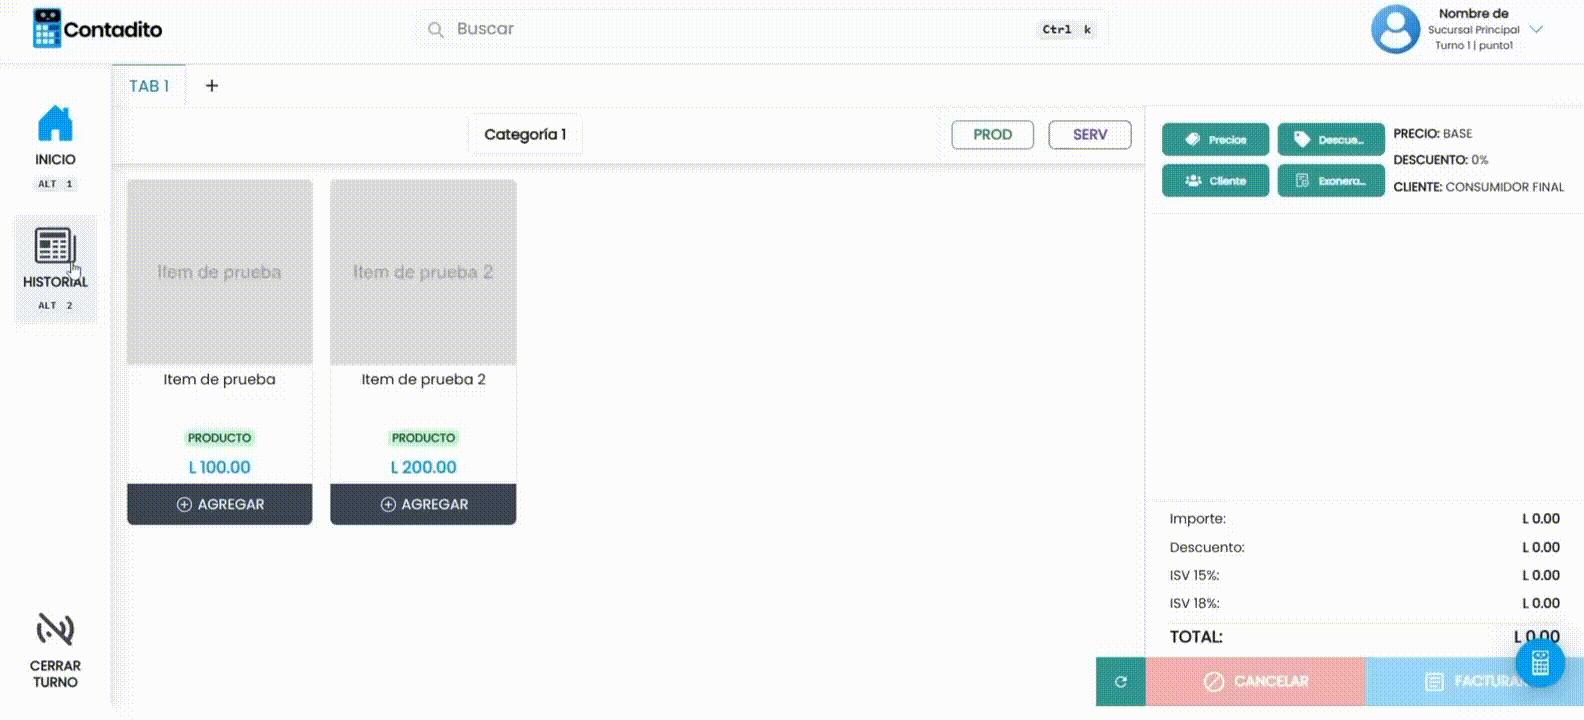 Contadito
Buscar
Ctrl k
Nombre de
Sucursal Principal
Turno 1 | punto1
INICIO
ALT 1
HISTORIAL
ALT 2
CERRAR
TURNO
TAB 1 +
Categoría 1
PROD
SERV
Item de prueba
Item de prueba
PRODUCTO
L 100.00
AGREGAR
Item de prueba 2
Item de prueba 2
PRODUCTO
L 200.00
AGREGAR
Precios
Descue...
Cliente
Exonera...
PRECIO: BASE
DESCUENTO: 0%
CLIENTE: CONSUMIDOR FINAL
Importe: L 0.00
Descuento: L 0.00
ISV 15%: L 0.00
ISV 18%: L 0.00
TOTAL: L 0.00
CANCELAR
FACTURAR